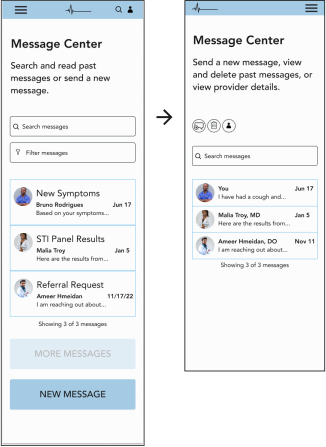 Message Center
Search and read past
messages or send a new
message.
Search messages
Filter messages
New Symptoms
Bruno Rodrigues Jun 17
Based on your symptoms...
STI Panel Results
Malia Troy Jan 5
Here are the results from...
Referral Request
Ameer Hmeidan 11/17/22
I am reaching out about...
Showing 3 of 3 messages
MORE MESSAGES
NEW MESSAGE
Message Center
Send a new message, view
and delete past messages, or
view provider details.
Search messages
You Jun 17
I have had a cough and...
Malia Troy, MD Jan 5
Here are the results from...
Ameer Hmeidan, DO Nov 11
I am reaching out about...
Showing 3 of 3 messages